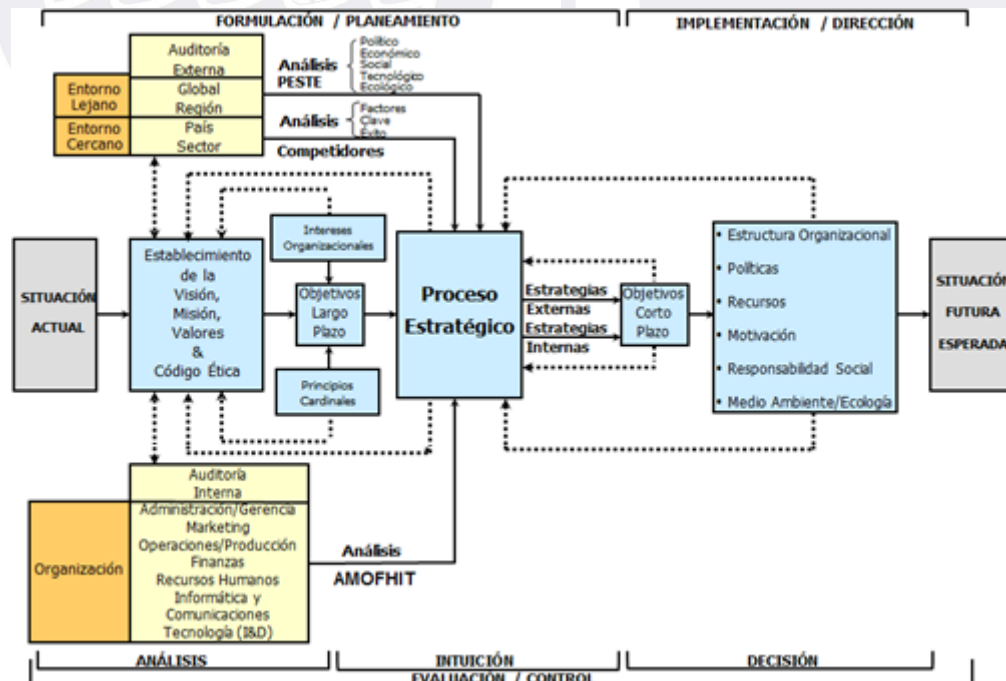 FORMULACIÓN / PLANEAMIENTO
IMPLEMENTACIÓN / DIRECCIÓN
Auditoría
Externa
Entorno
Lejano
Global
Región
Entorno
Cercano
País
Sector
Análisis
PESTE
Político
Económico
Social
Tecnológico
Ecológico
Análisis
Competidores
Factores
Clave
Éxito
SITUACIÓN
ACTUAL
Establecimiento
de la
Visión,
Misión,
Valores
&
Código Ética
Intereses
Organizacionales
Objetivos
Largo
Plazo
Principios
Cardinales
Proceso
Estratégico
Estrategias
Externas
Estrategias
Internas
Objetivos
Corto
Plazo
• Estructura Organizacional
• Políticas
• Recursos
• Motivación
• Responsabilidad Social
• Medio Ambiente/Ecología
SITUACIÓN
FUTURA
ESPERADA
Auditoría
Interna
Organización
Administración/Gerencia
Marketing
Operaciones/Producción
Finanzas
Recursos Humanos
Informática y
Comunicaciones
Tecnología (I&D)
Análisis
AMOFHIT
ANÁLISIS
INTUICIÓN
DECISIÓN
EVALUACIÓN / CONTROL